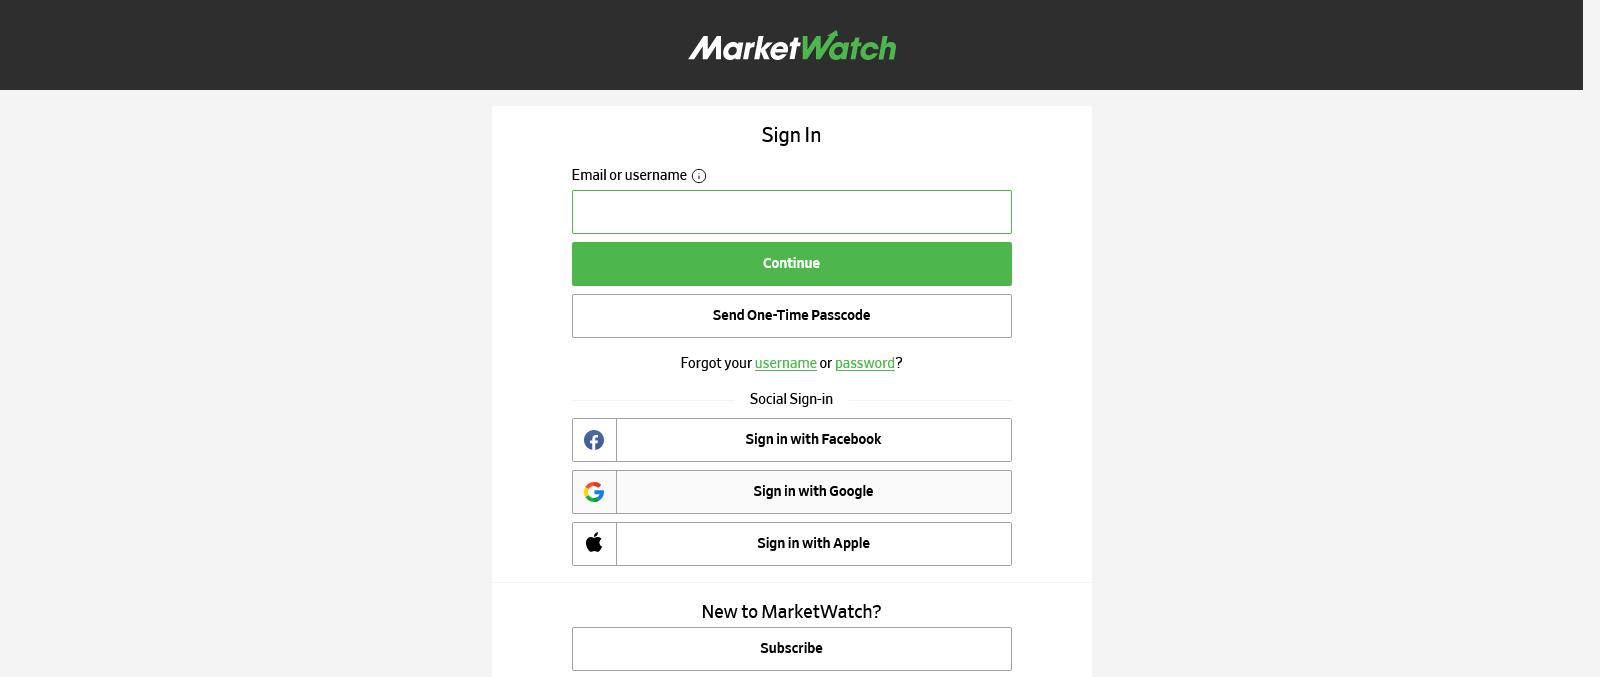 MarketWatch
Sign In
Email or username
Continue
Send One-Time Passcode
Forgot your username or password?
Social Sign-in
Sign in with Facebook
Sign in with Google
Sign in with Apple
New to MarketWatch?
Subscribe